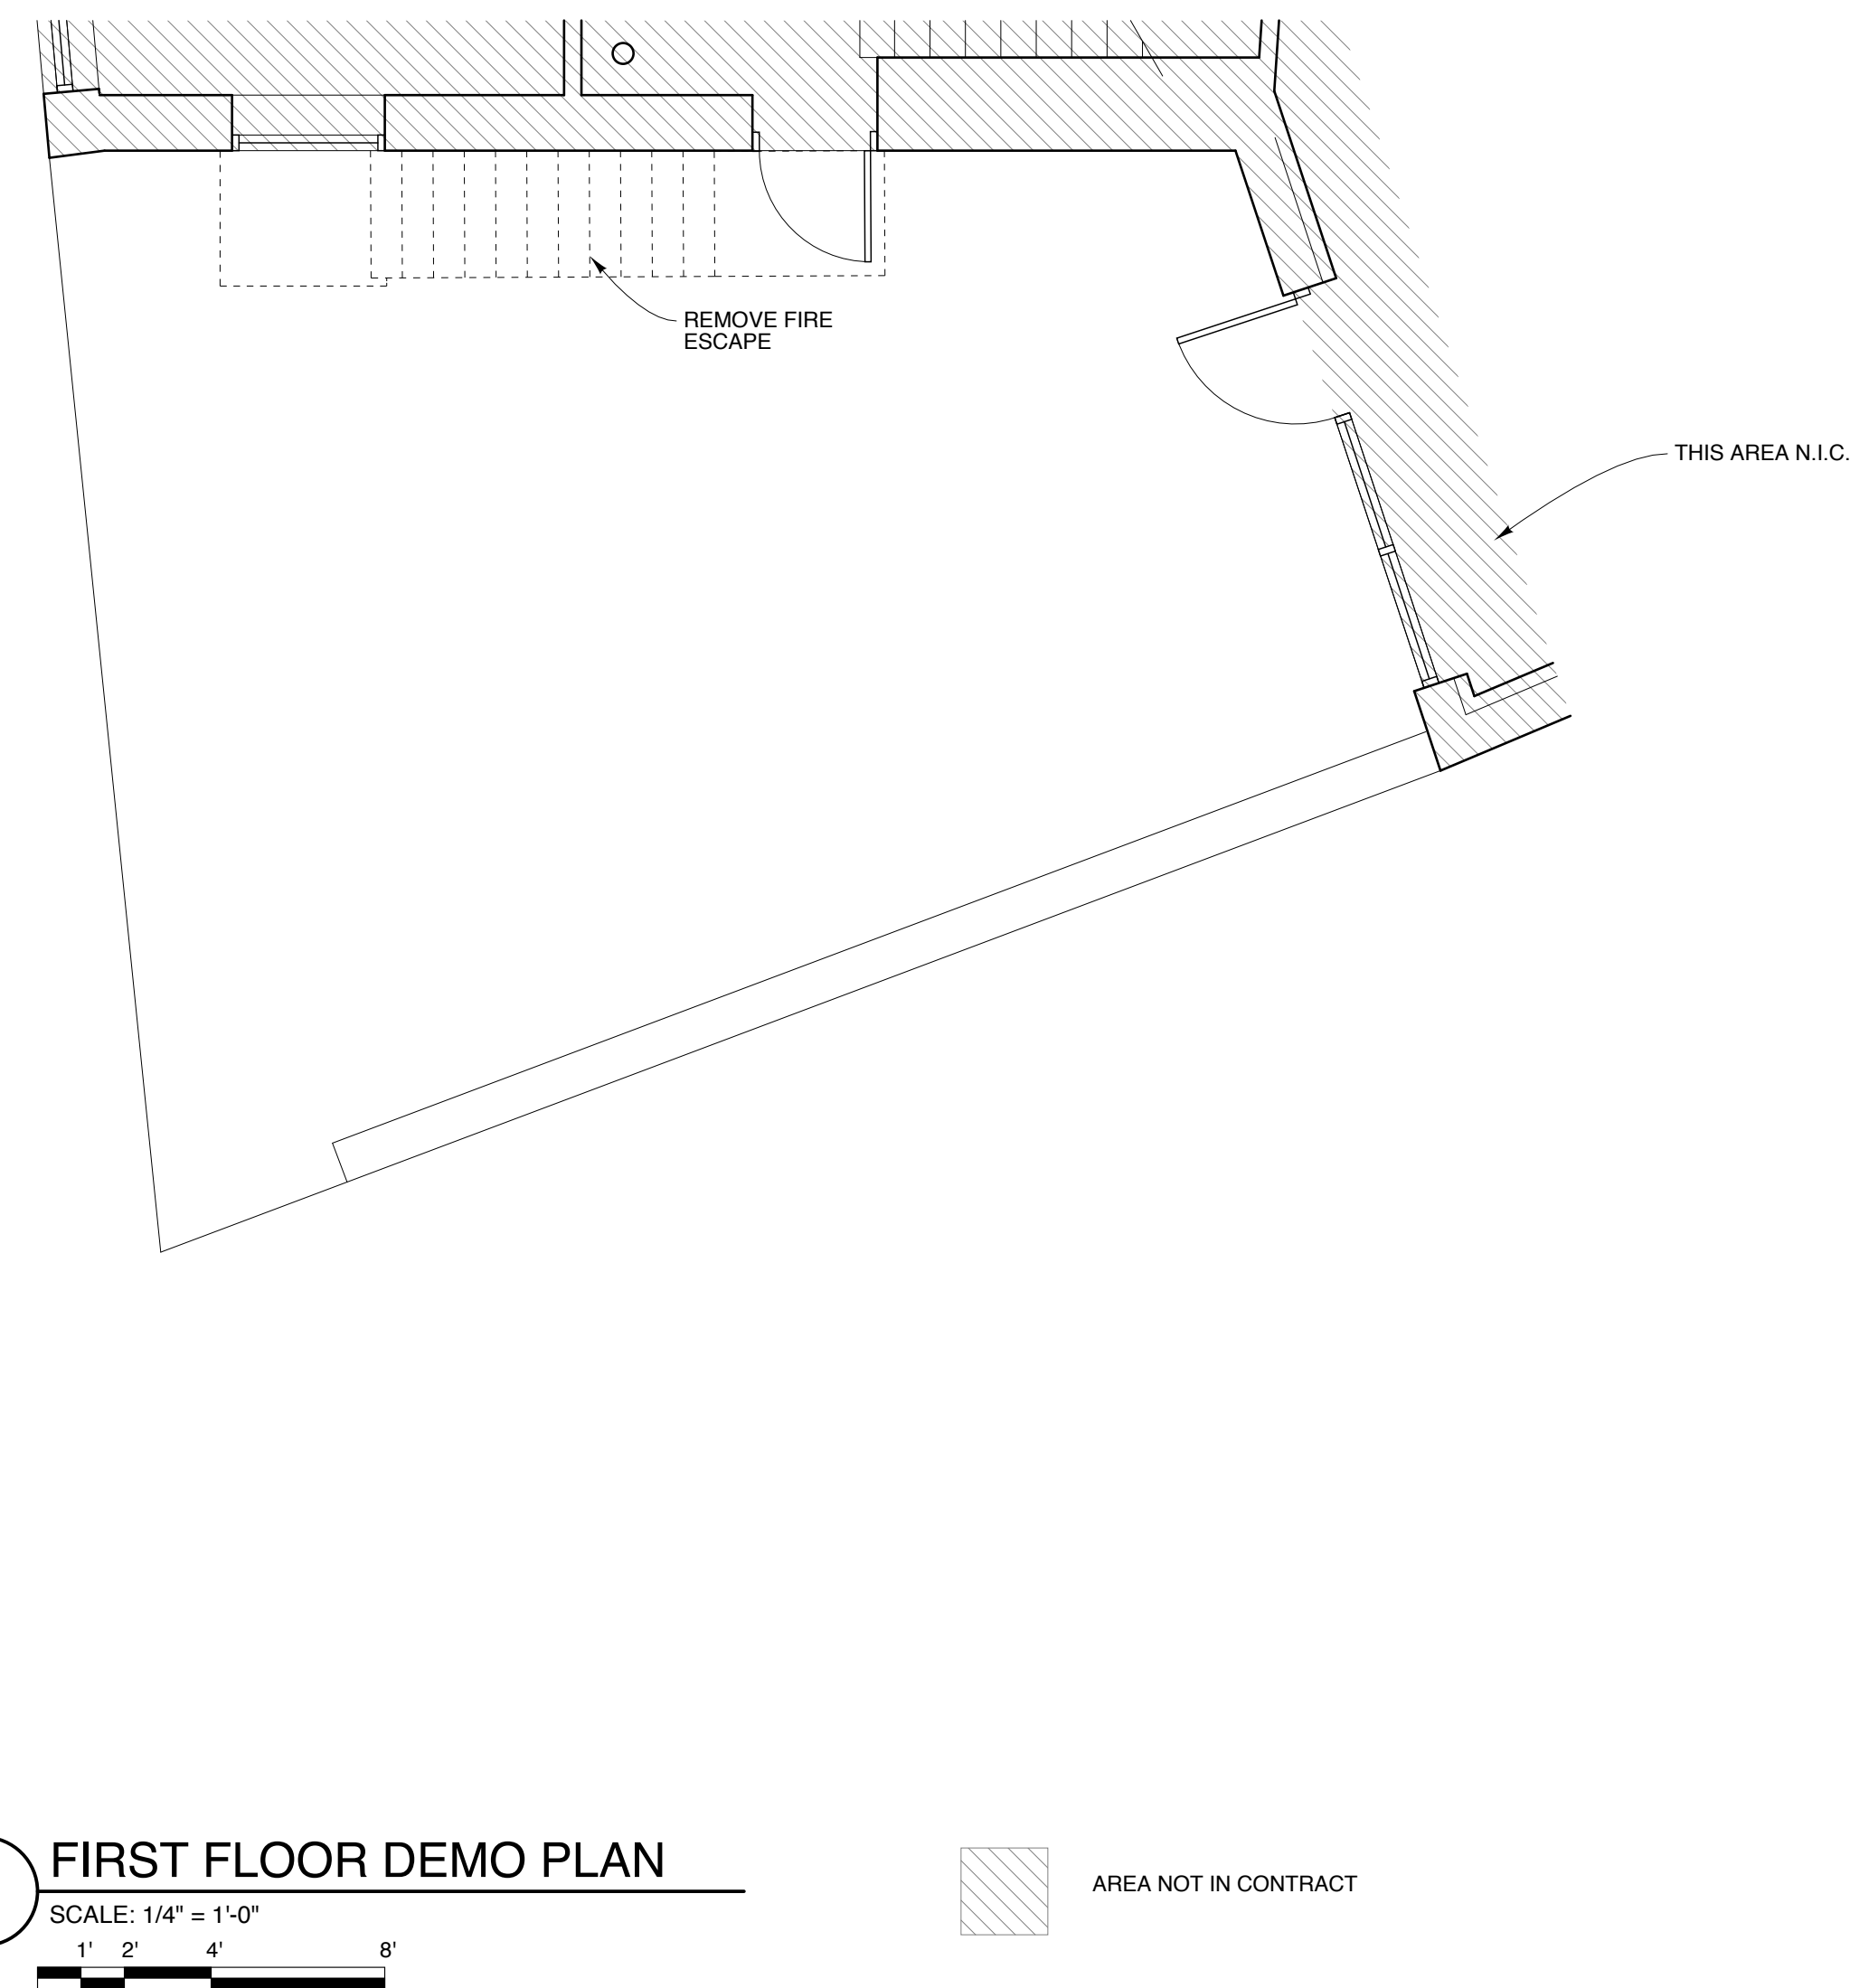 REMOVE FIRE
ESCAPE
THIS AREA N.I.C.
FIRST FLOOR DEMO PLAN
SCALE: 1/4" = 1'-0"
1' 2' 4' 8'
AREA NOT IN CONTRACT